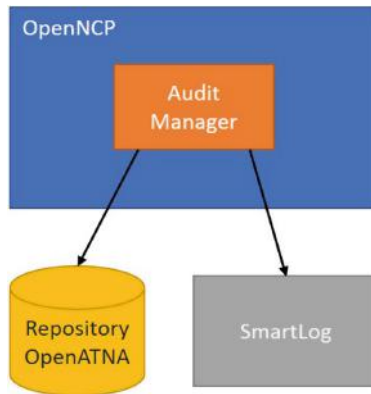 OpenNCP
Audit
Manager
Repository
OpenATNA
SmartLog